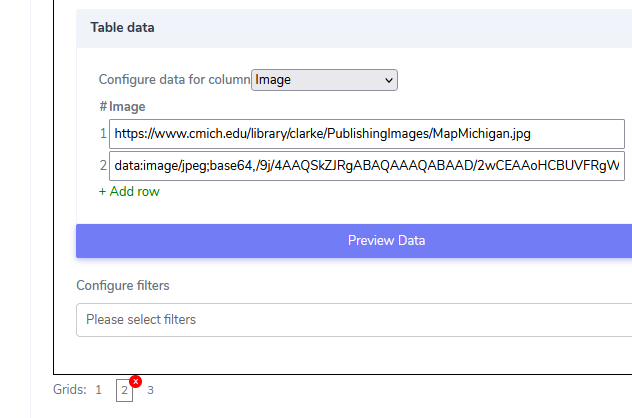 Table data
Configure data for column Image
# Image
1 https://www.cmich.edu/library/clarke/PublishingImages/MapMichigan.jpg
2 data:image/jpeg;base64,/9j/4AAQSkZJRgABAQAAAQABAAD/2wCEAAoHCBUVFRgW
+ Add row
Preview Data
Configure filters
Please select filters
Grids: 1 2 x 3